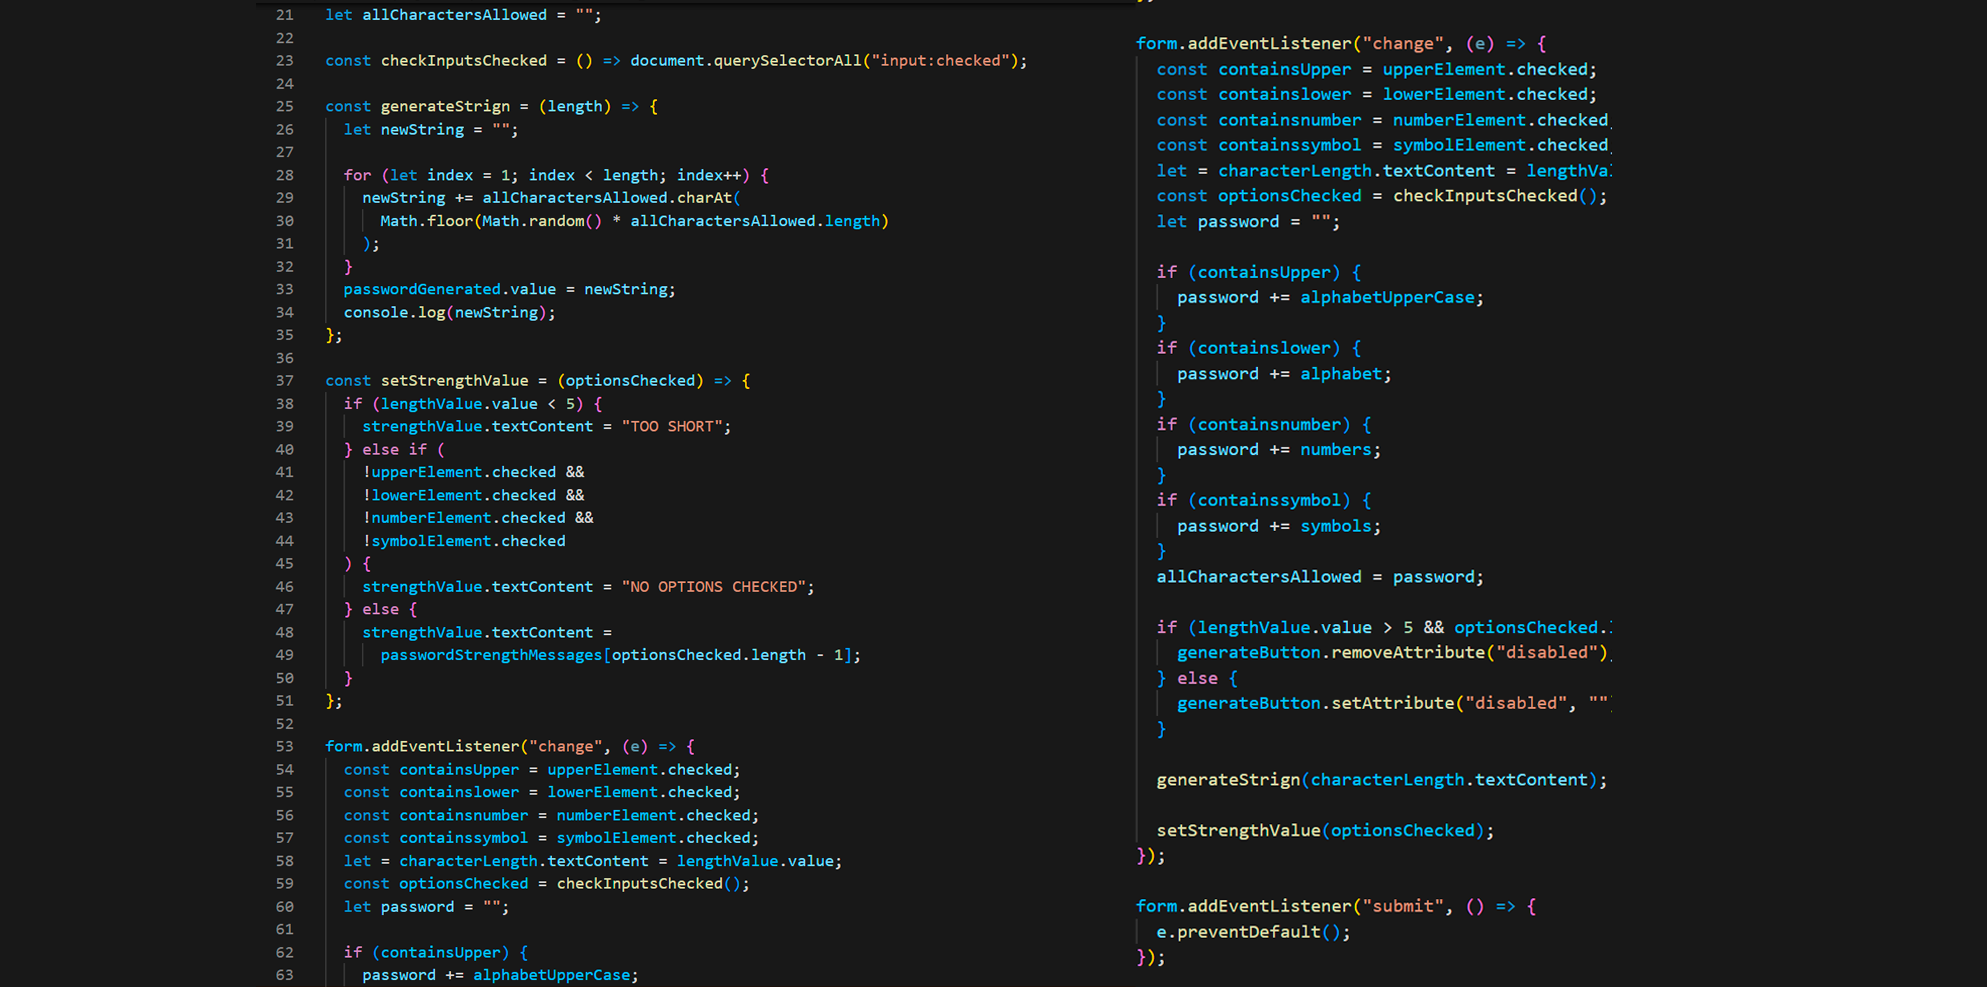 21 let allCharactersAllowed = "";
22
23 const checkInputsChecked = () => document.querySelectorAll("input:checked");
24
25 const generateStrign = (length) => {
26 let newString = "";
27
28 for (let index = 1; index < length; index++) {
29 newString += allCharactersAllowed.charAt(
30 Math.floor(Math.random() * allCharactersAllowed.length)
31 );
32 }
33 passwordGenerated.value = newString;
34 console.log(newString);
35 };
36
37 const setStrengthValue = (optionsChecked) => {
38 if (lengthValue.value < 5) {
39 strengthValue.textContent = "TOO SHORT";
40 } else if (
41 !upperElement.checked &&
42 !lowerElement.checked &&
43 !numberElement.checked &&
44 !symbolElement.checked
45 ) {
46 strengthValue.textContent = "NO OPTIONS CHECKED";
47 } else {
48 strengthValue.textContent =
49 passwordStrengthMessages[optionsChecked.length - 1];
50 }
51 };
52
53 form.addEventListener("change", (e) => {
54 const containsUpper = upperElement.checked;
55 const containslower = lowerElement.checked;
56 const containsnumber = numberElement.checked;
57 const containssymbol = symbolElement.checked;
58 let = characterLength.textContent = lengthValue.value;
59 const optionsChecked = checkInputsChecked();
60 let password = "";
61
62 if (containsUpper) {
63 password += alphabetUpperCase;
form.addEventListener("change", (e) => {
const containsUpper = upperElement.checked;
const containslower = lowerElement.checked;
const containsnumber = numberElement.checked
const containssymbol = symbolElement.checked
let = characterLength.textContent = lengthVa
const optionsChecked = checkInputsChecked();
let password = "";
if (containsUpper) {
password += alphabetUpperCase;
}
if (containslower) {
password += alphabet;
}
if (containsnumber) {
password += numbers;
}
if (containssymbol) {
password += symbols;
}
allCharactersAllowed = password;
if (lengthValue.value > 5 && optionsChecked.
generateButton.removeAttribute("disabled")
} else {
generateButton.setAttribute("disabled", ""
}
generateStrign(characterLength.textContent);
setStrengthValue(optionsChecked);
});
form.addEventListener("submit", () => {
e.preventDefault();
});